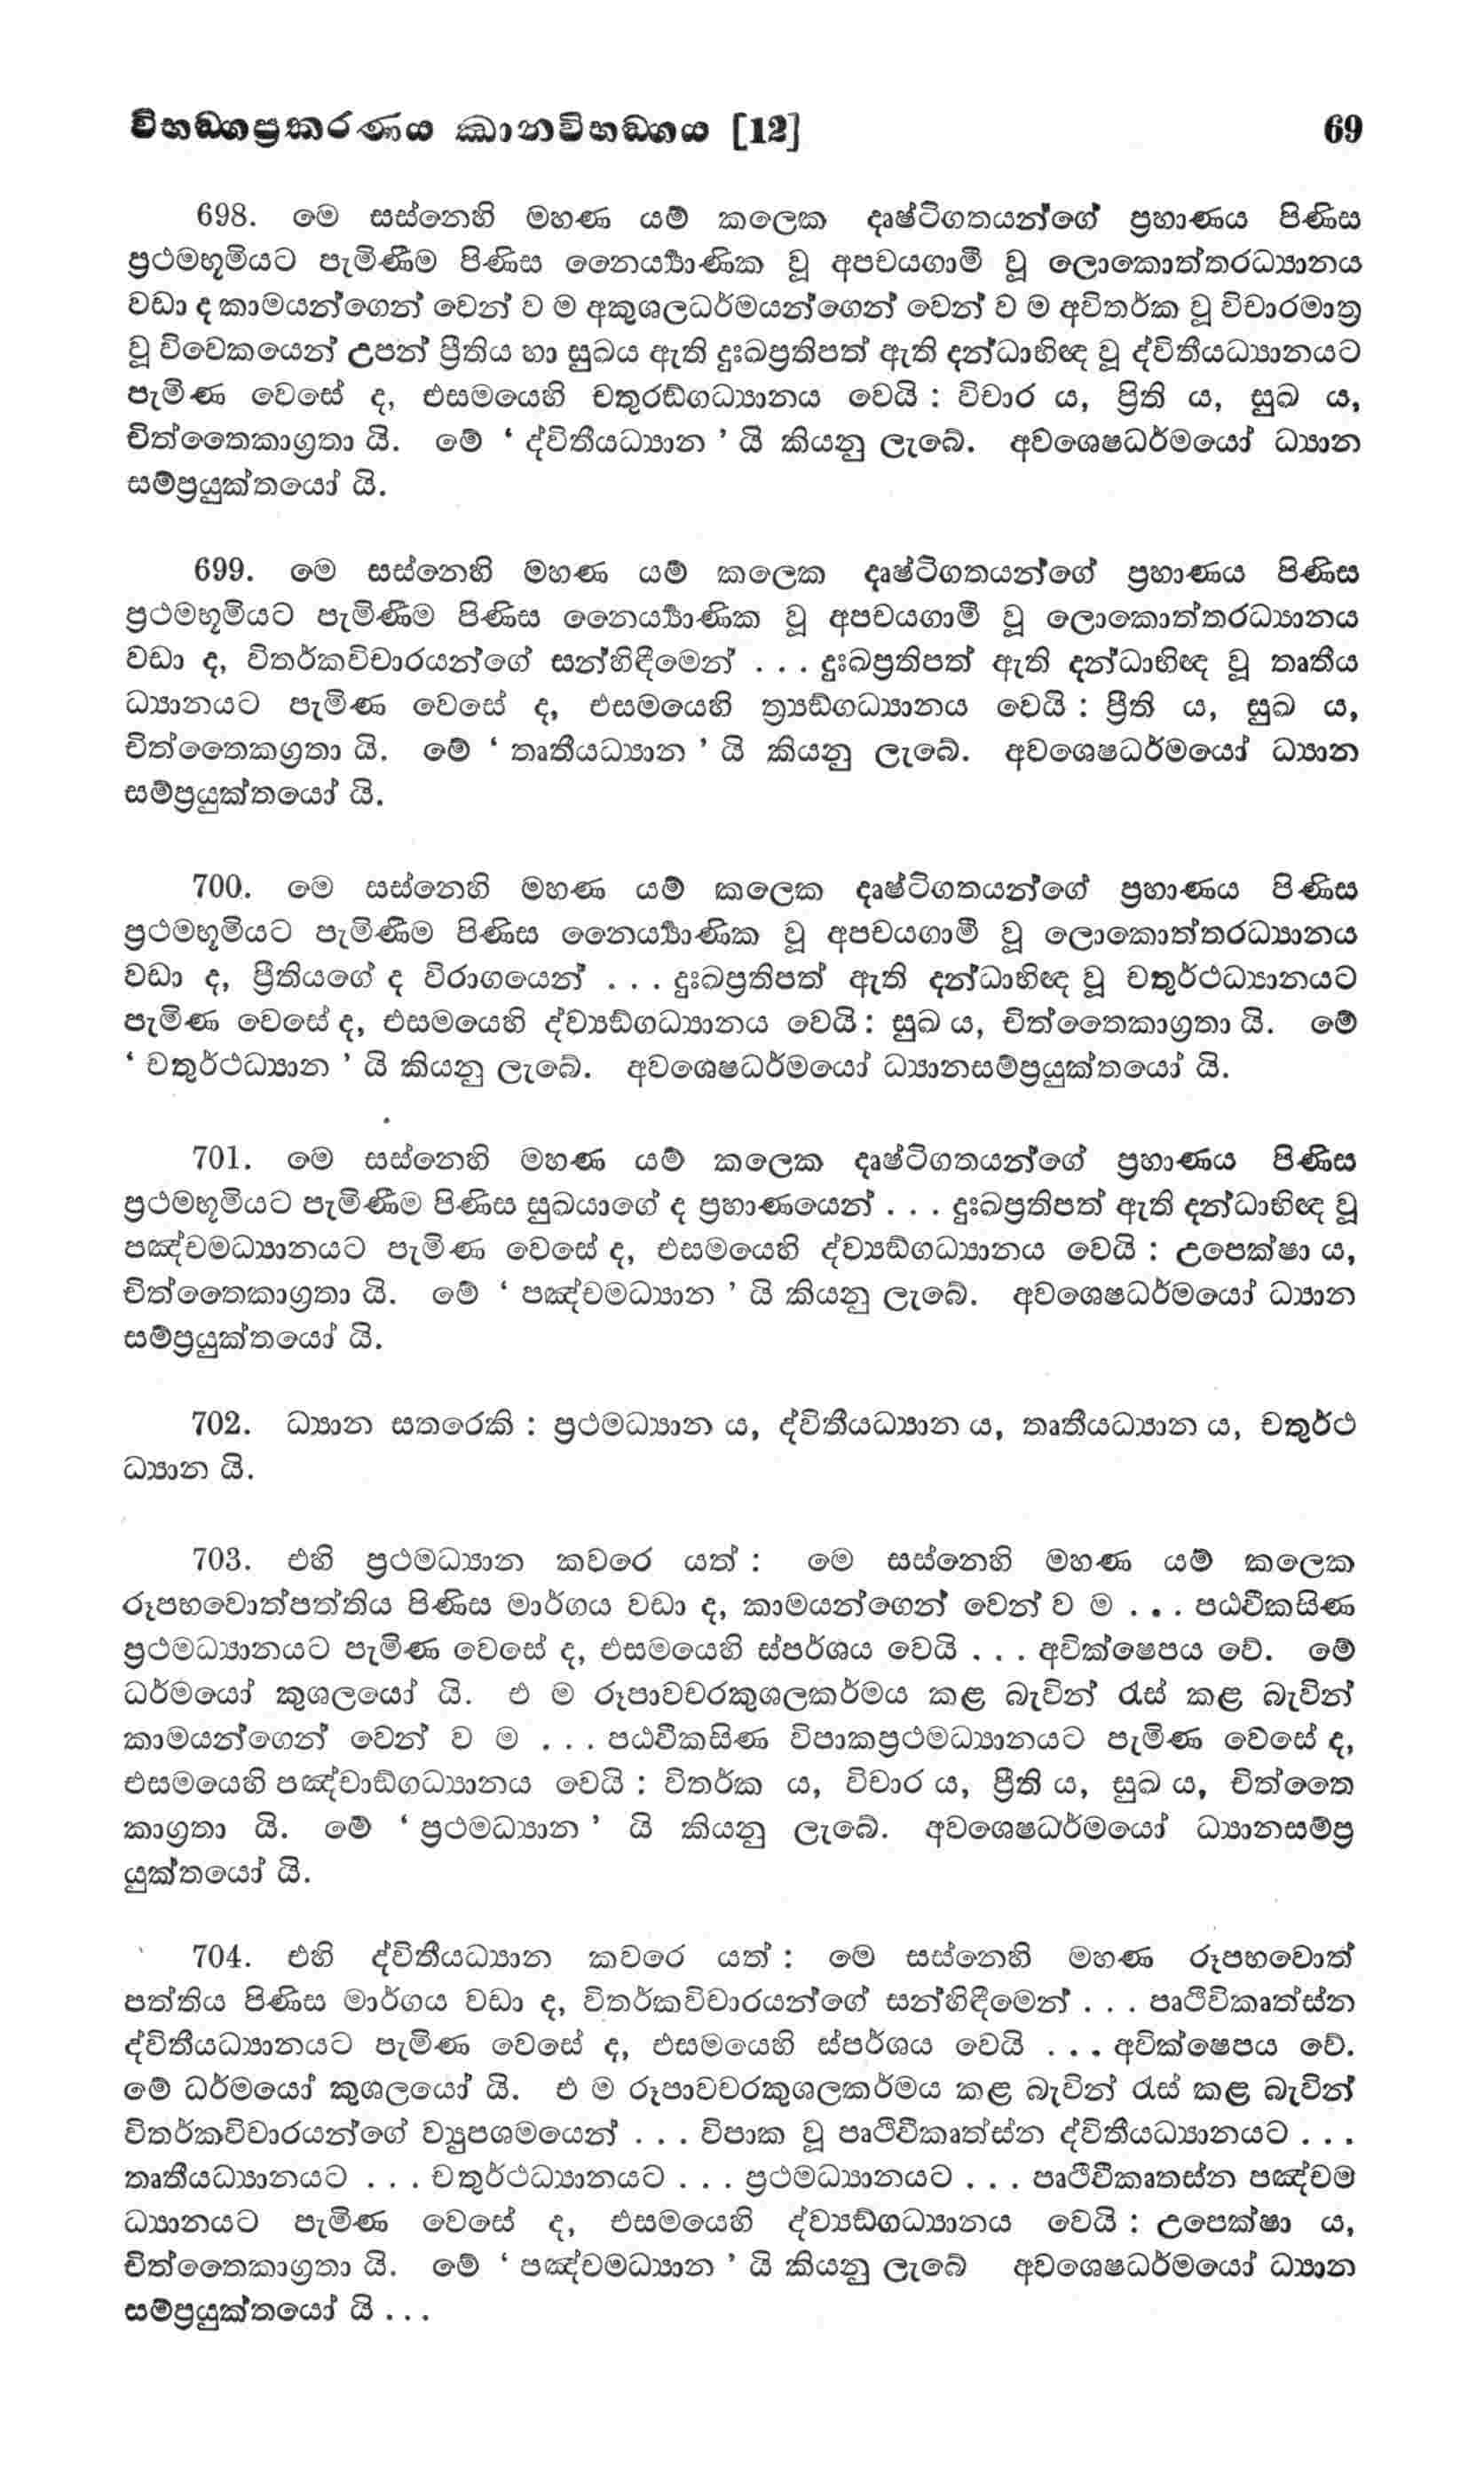 විභඞ්ගප්‍රකරණය ඣානවිභඞ්ගය [12] 69
698. මෙ සස්නෙහි මහණ යම් කලෙක දෘෂ්ටිගතයන්ගේ ප්‍රහාණය පිණිස
ප්‍රථමභූමියට පැමිණීම පිණිස නෛර්‍ය්‍යාණික වූ අපචයගාමී වූ ලොකොත්තරධ්‍යානය
වඩා ද කාමයන්ගෙන් වෙන් ව ම අකුශලධර්මයන්ගෙන් වෙන් ව ම අවිතර්ක වූ විචාරමාත්‍ර
වූ විවෙකයෙන් උපන් ප්‍රීතිය හා සුඛය ඇති දුඃඛප්‍රතිපත් ඇති දන්ධාභිඥ වූ ද්විතීයධ්‍යානයට
පැමිණ වෙසේ ද, එසමයෙහි චතුරඞ්ගධ්‍යානය වෙයි : විචාර ය, ප්‍රිති ය, සුඛ ය,
චිත්තෛකාග්‍රතා යි. මේ ‘ ද්විතීයධ්‍යාන ’ යි කියනු ලැබේ. අවශෙෂධර්මයෝ ධ්‍යාන
සම්ප්‍රයුක්තයෝ යි.
699. මෙ සස්නෙහි මහණ යම් කලෙක දෘෂ්ටිගතයන්ගේ ප්‍රහාණය පිණිස
ප්‍රථමභූමියට පැමිණීම පිණිස නෛර්‍ය්‍යාණික වූ අපචයගාමී වූ ලොකොත්තරධ්‍යානය
වඩා ද, විතර්කවිචාරයන්ගේ සන්හිඳීමෙන් . . . දුඃඛප්‍රතිපත් ඇති දන්ධාභිඥ වූ තෘතීය
ධ්‍යානයට පැමිණ වෙසේ ද, එසමයෙහි ත්‍ර්‍යඞ්ගධ්‍යානය වෙයි : ප්‍රීති ය, සුඛ ය,
චිත්තෛකග්‍රතා යි. මේ ‘ තෘතීයධ්‍යාන ’ යි කියනු ලැබේ. අවශෙෂධර්මයෝ ධ්‍යාන
සම්ප්‍රයුක්තයෝ යි.
700. මෙ සස්නෙහි මහණ යම් කලෙක දෘෂ්ටිගතයන්ගේ ප්‍රහාණය පිණිස
ප්‍රථමභූමියට පැමිණීම පිණිස නෛර්‍ය්‍යාණික වූ අපචයගාමී වූ ලොකොත්තරධ්‍යානය
වඩා ද, ප්‍රීතියගේ ද විරාගයෙන් . . . දුඃඛප්‍රතිපත් ඇති දන්ධාභිඥ වූ චතුර්ථධ්‍යානයට
පැමිණ වෙසේ ද, එසමයෙහි ද්ව්‍යඞ්ගධ්‍යානය වෙයි : සුඛ ය, චිත්තෛකාග්‍රතා යි. මේ
‘ චතුර්ථධ්‍යාන ’ යි කියනු ලැබේ. අවශෙෂධර්මයෝ ධ්‍යානසම්ප්‍රයුක්තයෝ යි.
701. මෙ සස්නෙහි මහණ යම් කලෙක දෘෂ්ටිගතයන්ගේ ප්‍රහාණය පිණිස
ප්‍රථමභූමියට පැමිණීම පිණිස සුඛයාගේ ද ප්‍රහාණයෙන් . . . දුඃඛප්‍රතිපත් ඇති දන්ධාභිඥ වූ
පඤ්චමධ්‍යානයට පැමිණ වෙසේ ද, එසමයෙහි ද්ව්‍යඞ්ගධ්‍යානය වෙයි : උපෙක්ෂා ය,
චිත්තෛකාග්‍රතා යි. මේ ‘ පඤ්චමධ්‍යාන ’ යි කියනු ලැබේ. අවශෙෂධර්මයෝ ධ්‍යාන
සම්ප්‍රයුක්තයෝ යි.
702. ධ්‍යාන සතරෙකි : ප්‍රථමධ්‍යාන ය, ද්විතීයධ්‍යාන ය, තෘතීයධ්‍යාන ය, චතුර්ථ
ධ්‍යාන යි.
703. එහි ප්‍රථමධ්‍යාන කවරෙ යත් : මෙ සස්නෙහි මහණ යම් කලෙක
රූපභවොත්පත්තිය පිණිස මාර්ගය වඩා ද, කාමයන්ගෙන් වෙන් ව ම . . . පඨවීකසිණ
ප්‍රථමධ්‍යානයට පැමිණ වෙසේ ද, එසමයෙහි ස්පර්ශය වෙයි . . . අවික්ෂෙපය වේ. මේ
ධර්මයෝ කුශලයෝ යි. එ ම රූපාවචරකුශලකර්මය කළ බැවින් රැස් කළ බැවින්
කාමයන්ගෙන් වෙන් ව ම . . . පඨවීකසිණ විපාකප්‍රථමධ්‍යානයට පැමිණ වෙසේ ද,
එසමයෙහි පඤ්චාඞ්ගධ්‍යානය වෙයි : විතර්ක ය, විචාර ය, ප්‍රීති ය, සුඛ ය, චිත්තෛ
කාග්‍රතා යි. මේ ‘ ප්‍රථමධ්‍යාන ’ යි කියනු ලැබේ. අවශෙෂධර්මයෝ ධ්‍යානසම්ප්‍ර
යුක්තයෝ යි.
704. එහි ද්විතීයධ්‍යාන කවරෙ යත් : මෙ සස්නෙහි මහණ රූපභවොත්
පත්තිය පිණිස මාර්ගය වඩා ද, විතර්කවිචාරයන්ගේ සන්හිඳීමෙන් . . . පෘථිවිකෘත්ස්න
ද්විතීයධ්‍යානයට පැමිණ වෙසේ ද, එසමයෙහි ස්පර්ශය වෙයි . . . අවික්ෂෙපය වේ.
මේ ධර්මයෝ කුශලයෝ යි. එ ම රූපාවචරකුශලකර්මය කළ බැවින් රැස් කළ බැවින්
විතර්කවිචාරයන්ගේ ව්‍යුපශමයෙන් . . . විපාක වූ පෘථිවීකෘත්ස්න ද්විතීයධ්‍යානයට . . .
තෘතීයධ්‍යානයට . . . චතුර්ථධ්‍යානයට . . . ප්‍රථමධ්‍යානයට . . . පෘථිවීකෘතස්න පඤ්චම
ධ්‍යානයට පැමිණ වෙසේ ද, එසමයෙහි ද්ව්‍යඞ්ගධ්‍යානය වෙයි : උපෙක්ෂා ය,
චිත්තෛකාග්‍රතා යි. මේ ‘ පඤ්චමධ්‍යාන ’ යි කියනු ලැබේ අවශෙෂධර්මයෝ ධ්‍යාන
සම්ප්‍රයුක්තයෝ යි . . .